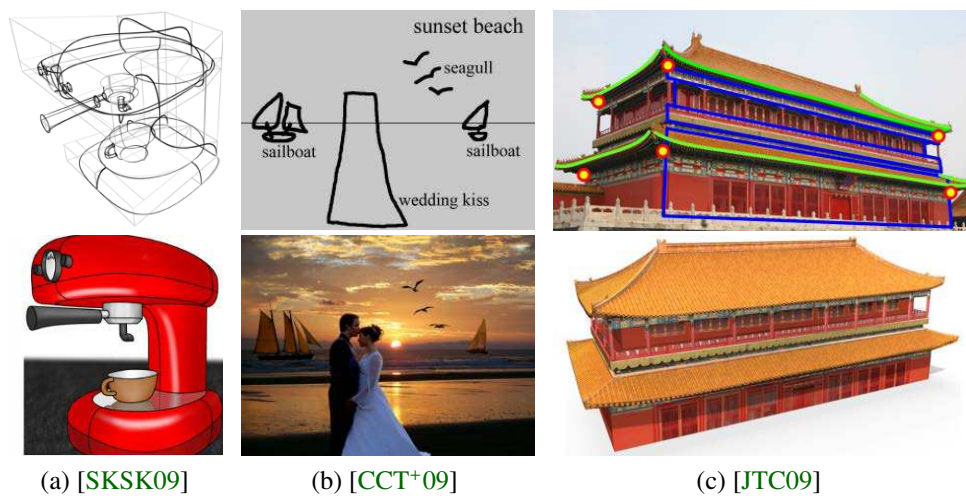 sunset beach
seagull
sailboat
sailboat
wedding kiss
(a) [SKSK09]
(b) [CCT+09]
(c) [JTC09]